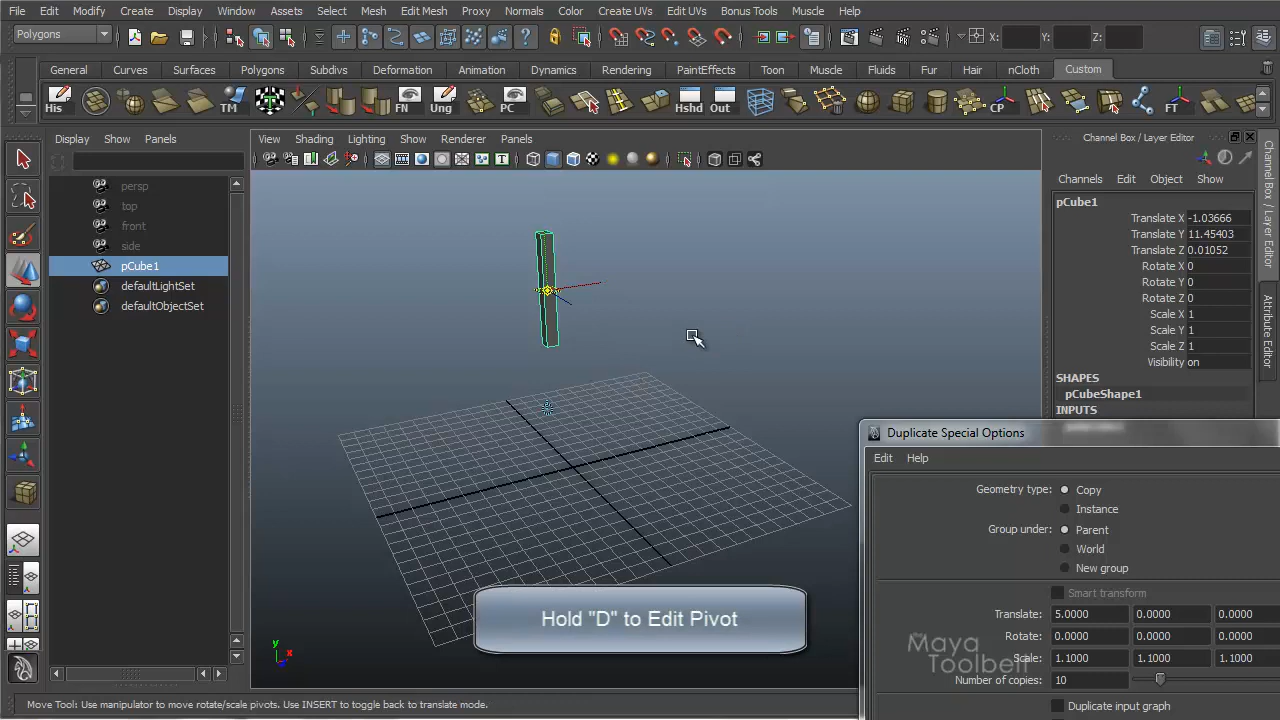 File Edit Modify Create Display Window Assets Select Mesh Edit Mesh Proxy Normals Color Create UVs Edit UVs Bonus Tools Muscle Help
Polygons X: Y: Z:
General Curves Surfaces Polygons Subdivs Deformation Animation Dynamics Rendering PaintEffects Toon Muscle Fluids Fur Hair nCloth Custom
His TM FN Ung PC Hshd Out CP FT
Display Show Panels
View Shading Lighting Show Renderer Panels
Channel Box / Layer Editor
Channels Edit Object Show
persp
top
front
side
pCube1
defaultLightSet
defaultObjectSet
pCube1
Translate X -1.03666
Translate Y 11.45403
Translate Z 0.01052
Rotate X 0
Rotate Y 0
Rotate Z 0
Scale X 1
Scale Y 1
Scale Z 1
Visibility on
SHAPES
pCubeShape1
INPUTS
Channel Box / Layer Editor
Attribute Editor
Duplicate Special Options
Edit Help
Geometry type: Copy
Instance
Group under: Parent
World
New group
Smart transform
Translate: 5.0000 0.0000 0.0000
Rotate: 0.0000 0.0000 0.0000
Scale: 1.1000 1.1000 1.1000
Number of copies: 10
Duplicate input graph
the Maya Toolbelt
Hold "D" to Edit Pivot
y
x
z
Move Tool: Use manipulator to move rotate/scale pivots. Use INSERT to toggle back to translate mode.